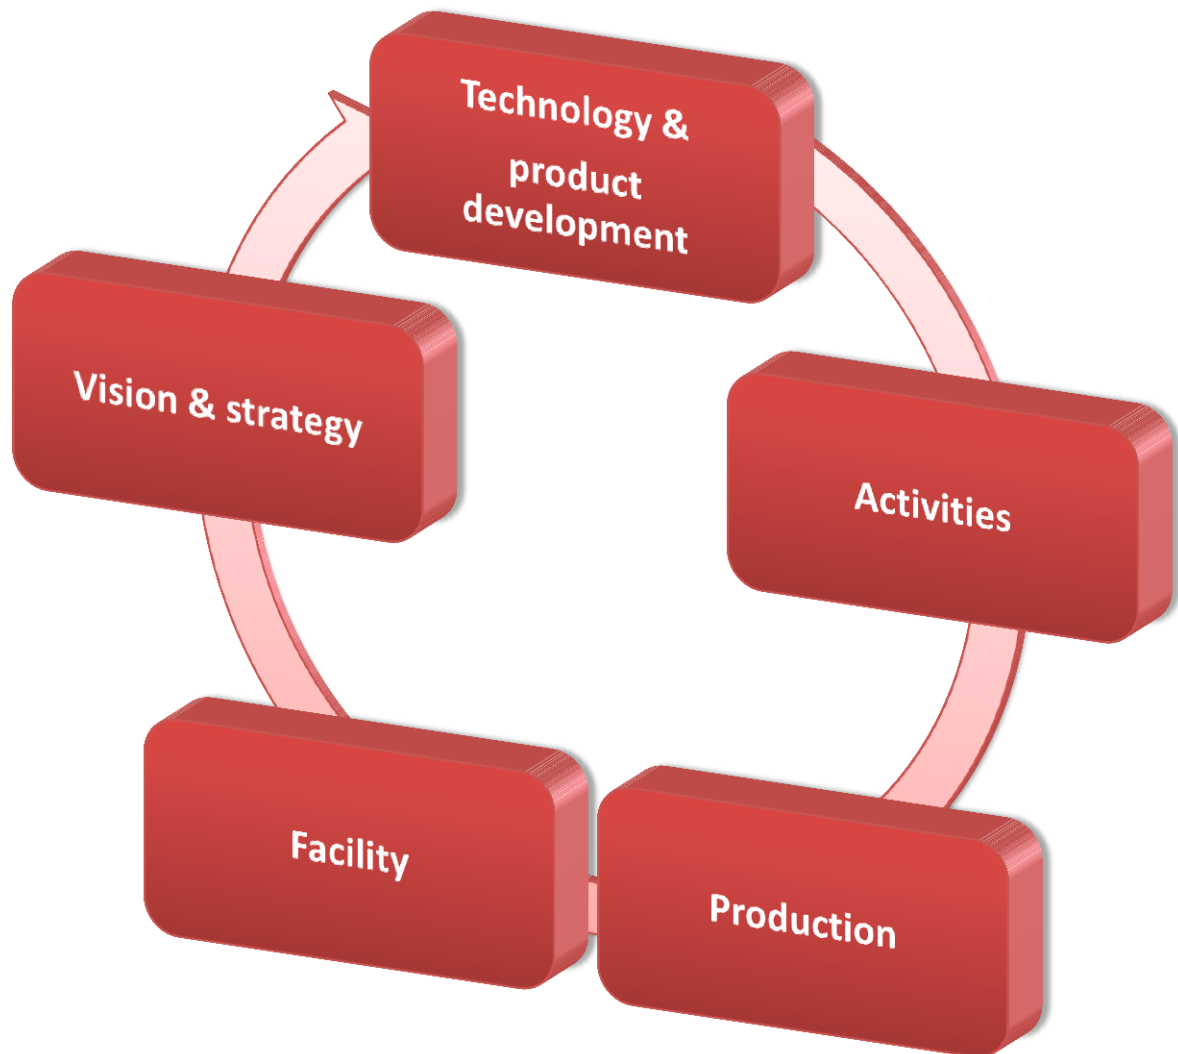 Technology &
product
development
Vision & strategy
Activities
Facility
Production